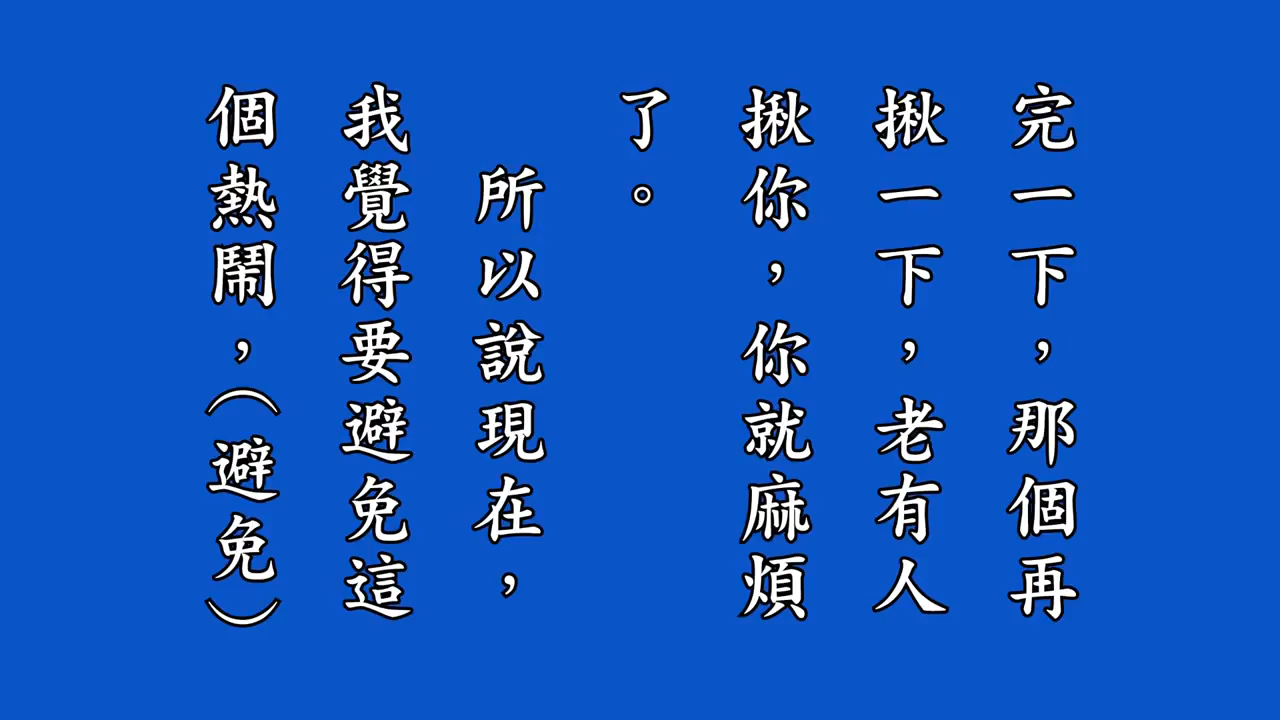 完一下，那個再
揪一下，老有人
揪你，你就麻煩
了。
所以說現在，
我覺得要避免這
個熱鬧，（避免）